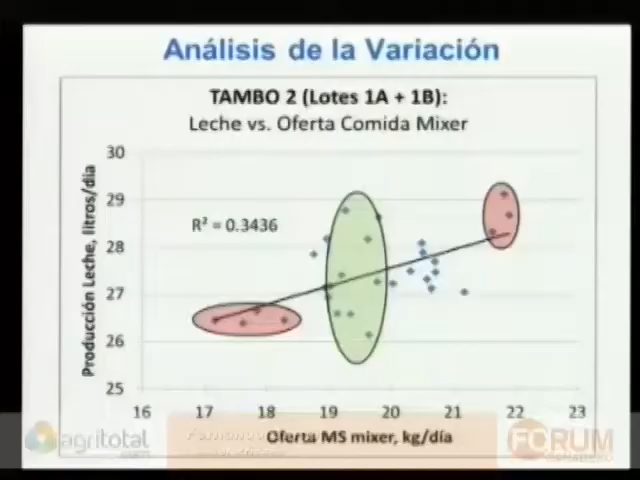 Análisis de la Variación
TAMBO 2 (Lotes 1A + 1B):
Leche vs. Oferta Comida Mixer
Producción Leche, litros/día
30
29
28
27
26
25
R² = 0.3436
16 17 18 19 20 21 22 23
Oferta MS mixer, kg/día
agritotal
.com
FORUM